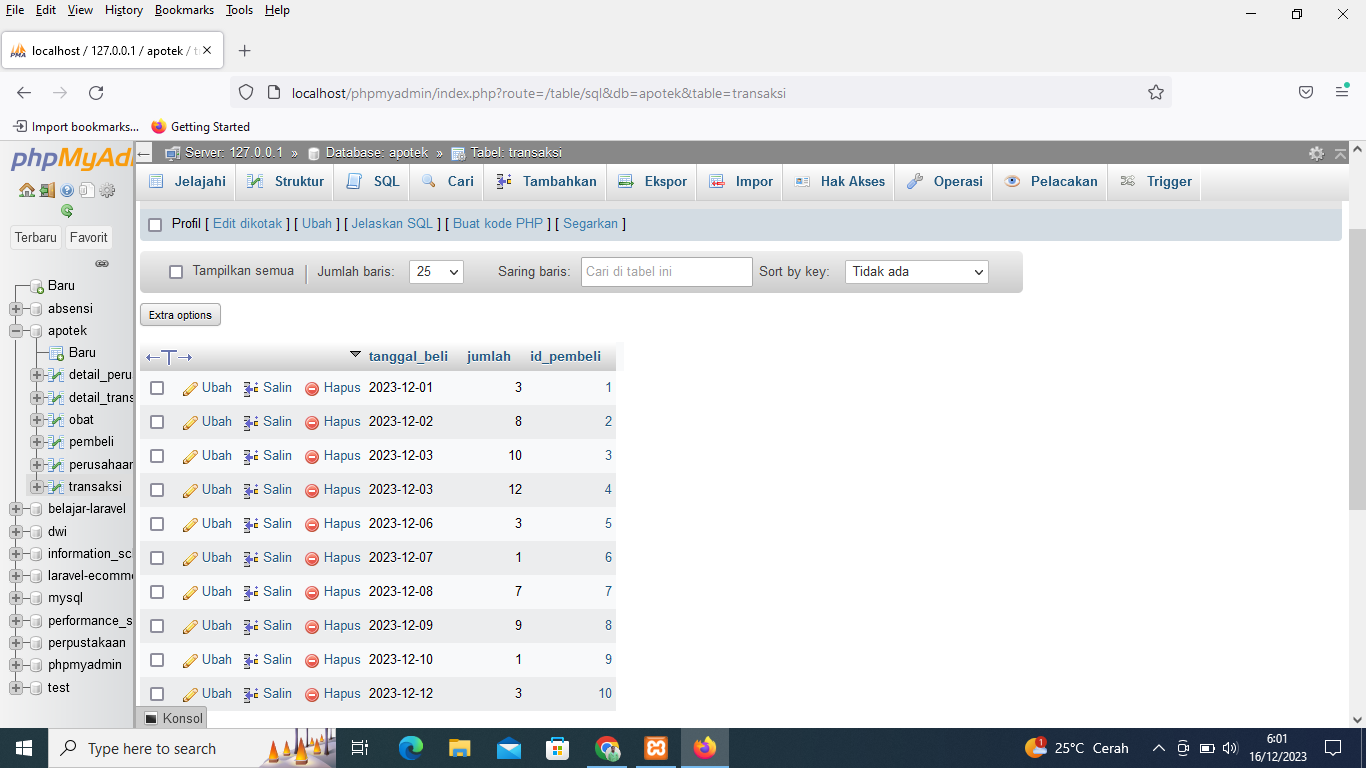 File Edit View History Bookmarks Tools Help
localhost / 127.0.0.1 / apotek / t
localhost/phpmyadmin/index.php?route=/table/sql&db=apotek&table=transaksi
Import bookmarks... Getting Started
phpMyAd
Terbaru Favorit
Baru
absensi
apotek
Baru
detail_peru
detail_trans
obat
pembeli
perusahaan
transaksi
belajar-laravel
dwi
information_sc
laravel-ecomme
mysql
performance_s
perpustakaan
phpmyadmin
test
Server: 127.0.0.1 » Database: apotek » Tabel: transaksi
Jelajahi Struktur SQL Cari Tambahkan Ekspor Impor Hak Akses Operasi Pelacakan Trigger
Profil [ Edit dikotak ] [ Ubah ] [ Jelaskan SQL ] [ Buat kode PHP ] [ Segarkan ]
Tampilkan semua Jumlah baris: 25 Saring baris: Cari di tabel ini Sort by key: Tidak ada
Extra options
←T→ tanggal_beli jumlah id_pembeli
Ubah Salin Hapus 2023-12-01 3 1
Ubah Salin Hapus 2023-12-02 8 2
Ubah Salin Hapus 2023-12-03 10 3
Ubah Salin Hapus 2023-12-03 12 4
Ubah Salin Hapus 2023-12-06 3 5
Ubah Salin Hapus 2023-12-07 1 6
Ubah Salin Hapus 2023-12-08 7 7
Ubah Salin Hapus 2023-12-09 9 8
Ubah Salin Hapus 2023-12-10 1 9
Ubah Salin Hapus 2023-12-12 3 10
Konsol
Type here to search
1
25°C Cerah
6:01
16/12/2023